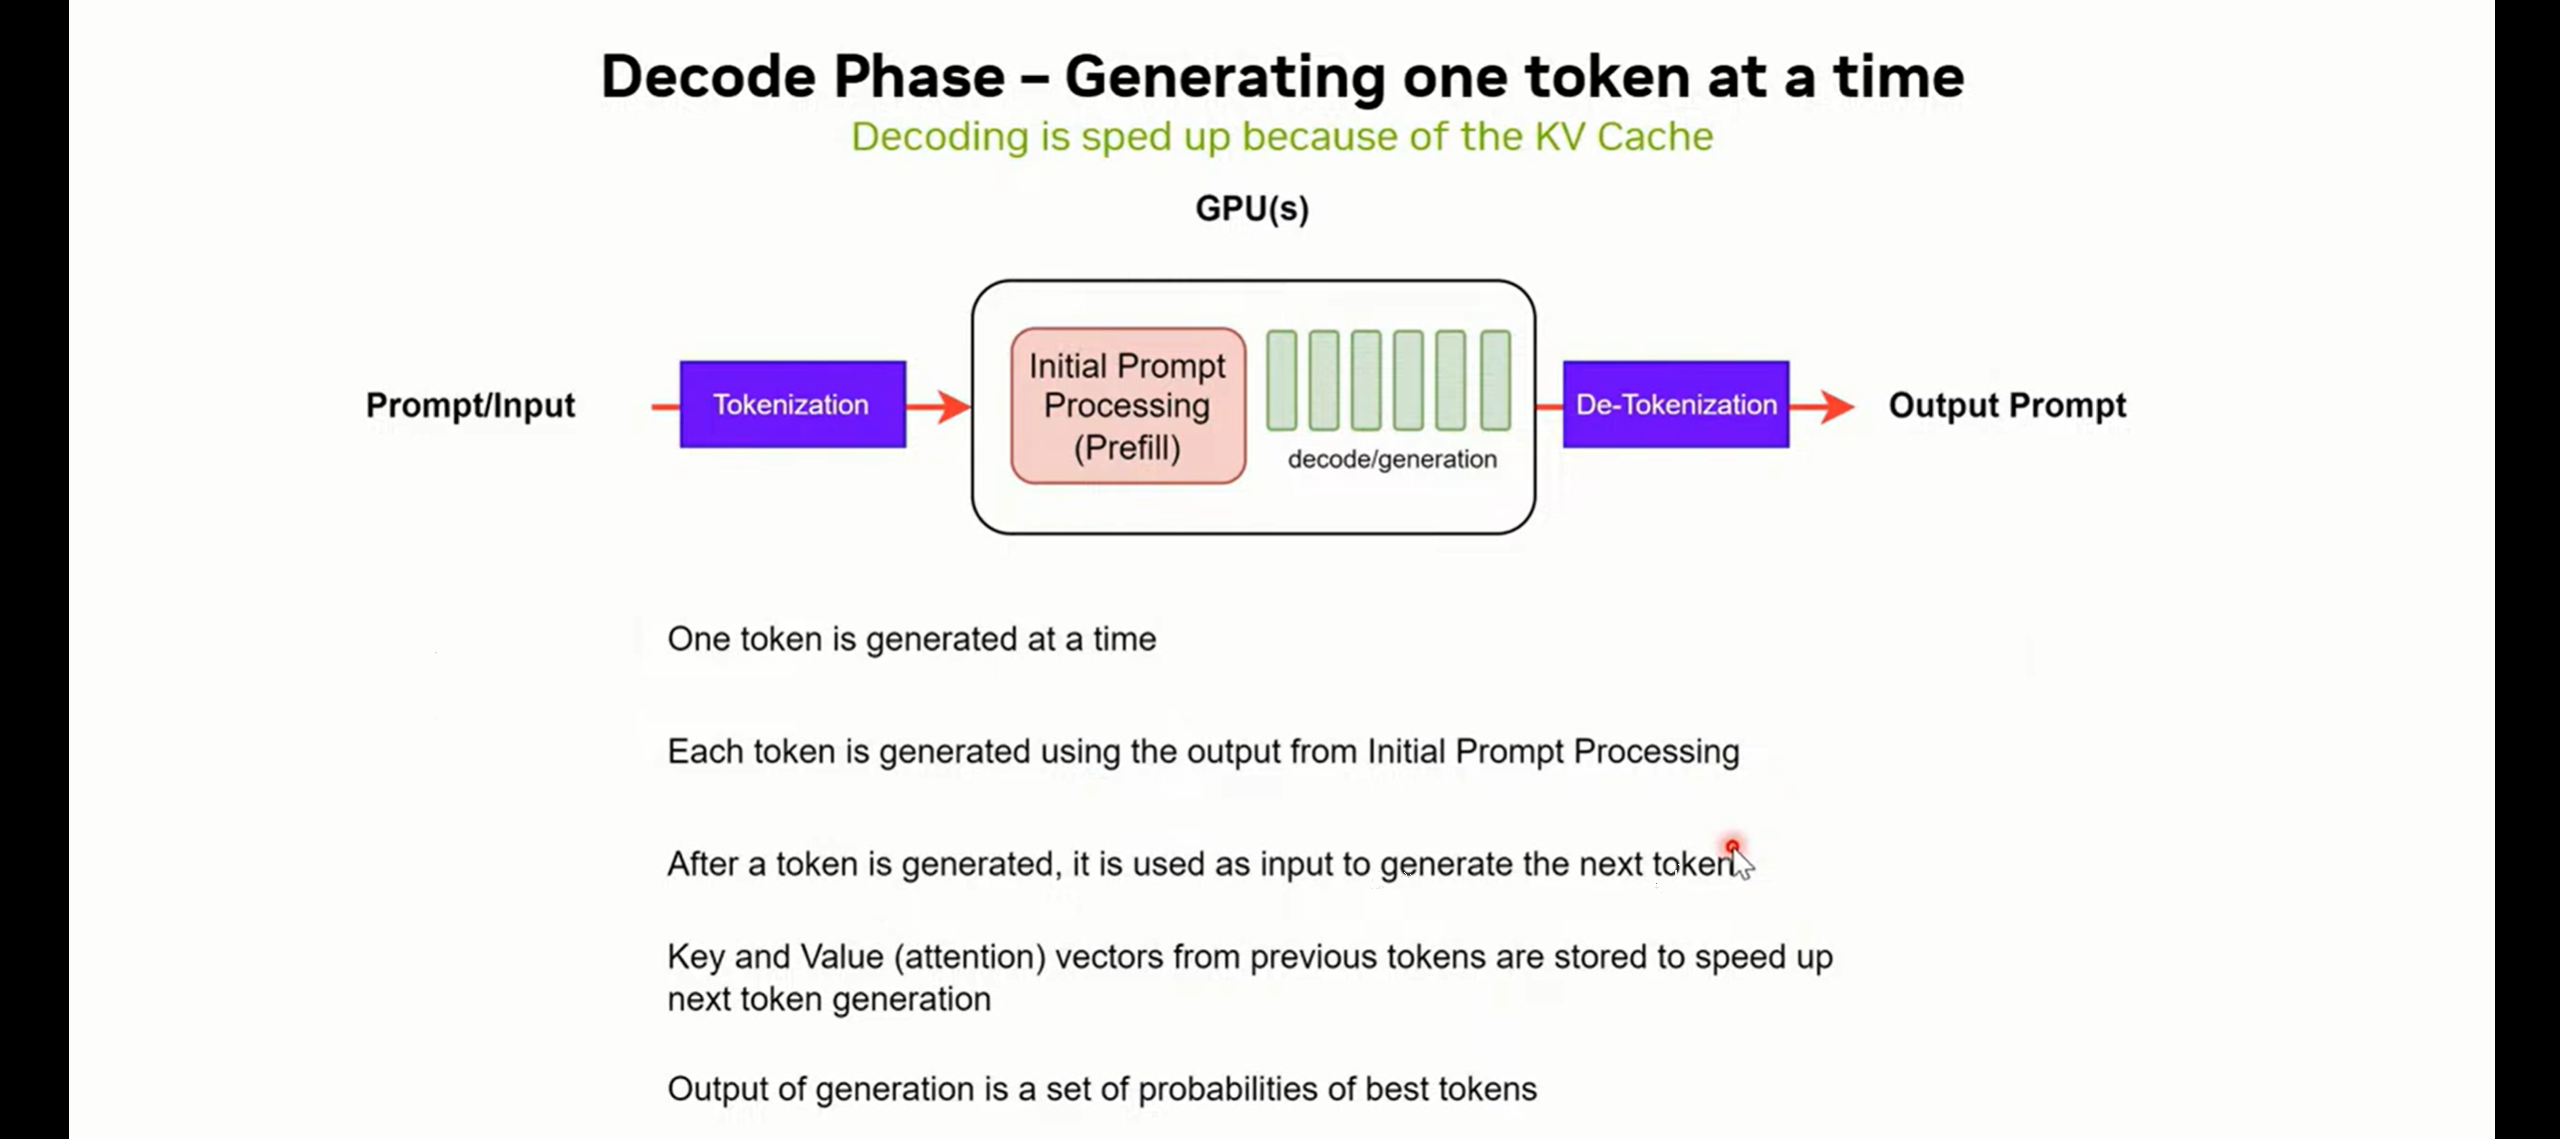 Decode Phase – Generating one token at a time
Decoding is sped up because of the KV Cache
GPU(s)
Prompt/Input
Tokenization
Initial Prompt
Processing
(Prefill)
decode/generation
De-Tokenization
Output Prompt
One token is generated at a time
Each token is generated using the output from Initial Prompt Processing
After a token is generated, it is used as input to generate the next token
Key and Value (attention) vectors from previous tokens are stored to speed up
next token generation
Output of generation is a set of probabilities of best tokens